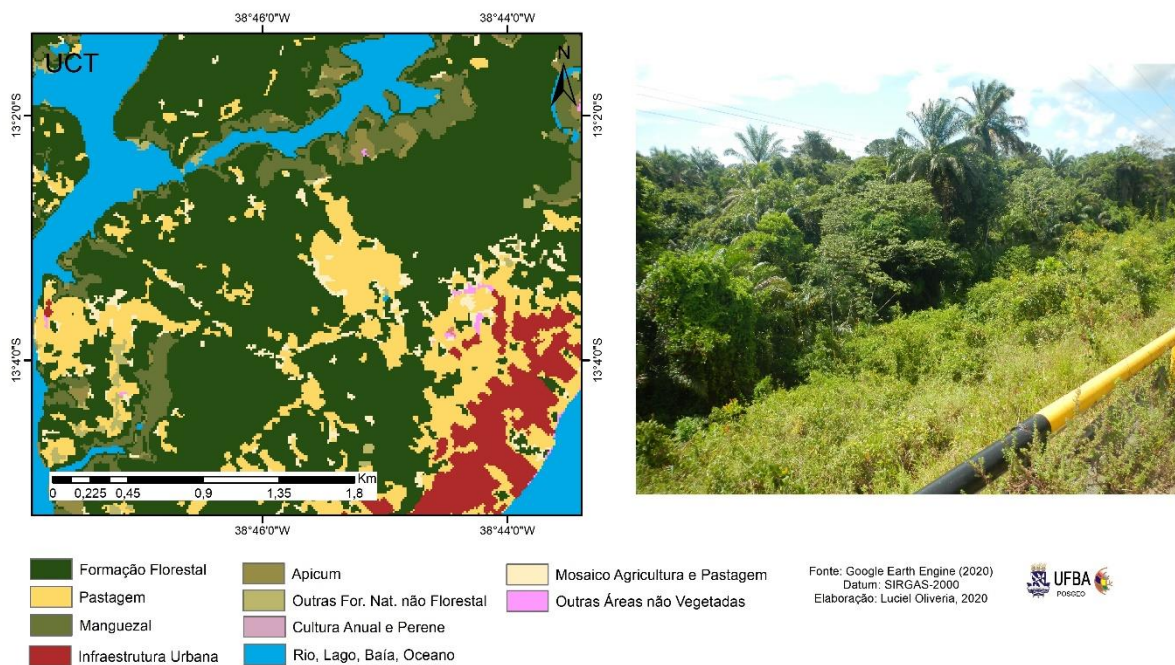 38°46'0"W
38°44'0"W
UCT
N
13°2'0"S
13°2'0"S
13°4'0"S
13°4'0"S
Km
0 0,225 0,45 0,9 1,35 1,8
38°46'0"W
38°44'0"W
Formação Florestal
Pastagem
Manguezal
Infraestrutura Urbana
Apicum
Outras For. Nat. não Florestal
Cultura Anual e Perene
Rio, Lago, Baía, Oceano
Mosaico Agricultura e Pastagem
Outras Áreas não Vegetadas
Fonte: Google Earth Engine (2020)
Datum: SIRGAS-2000
Elaboração: Luciel Oliveria, 2020
UFBA
POSGEO